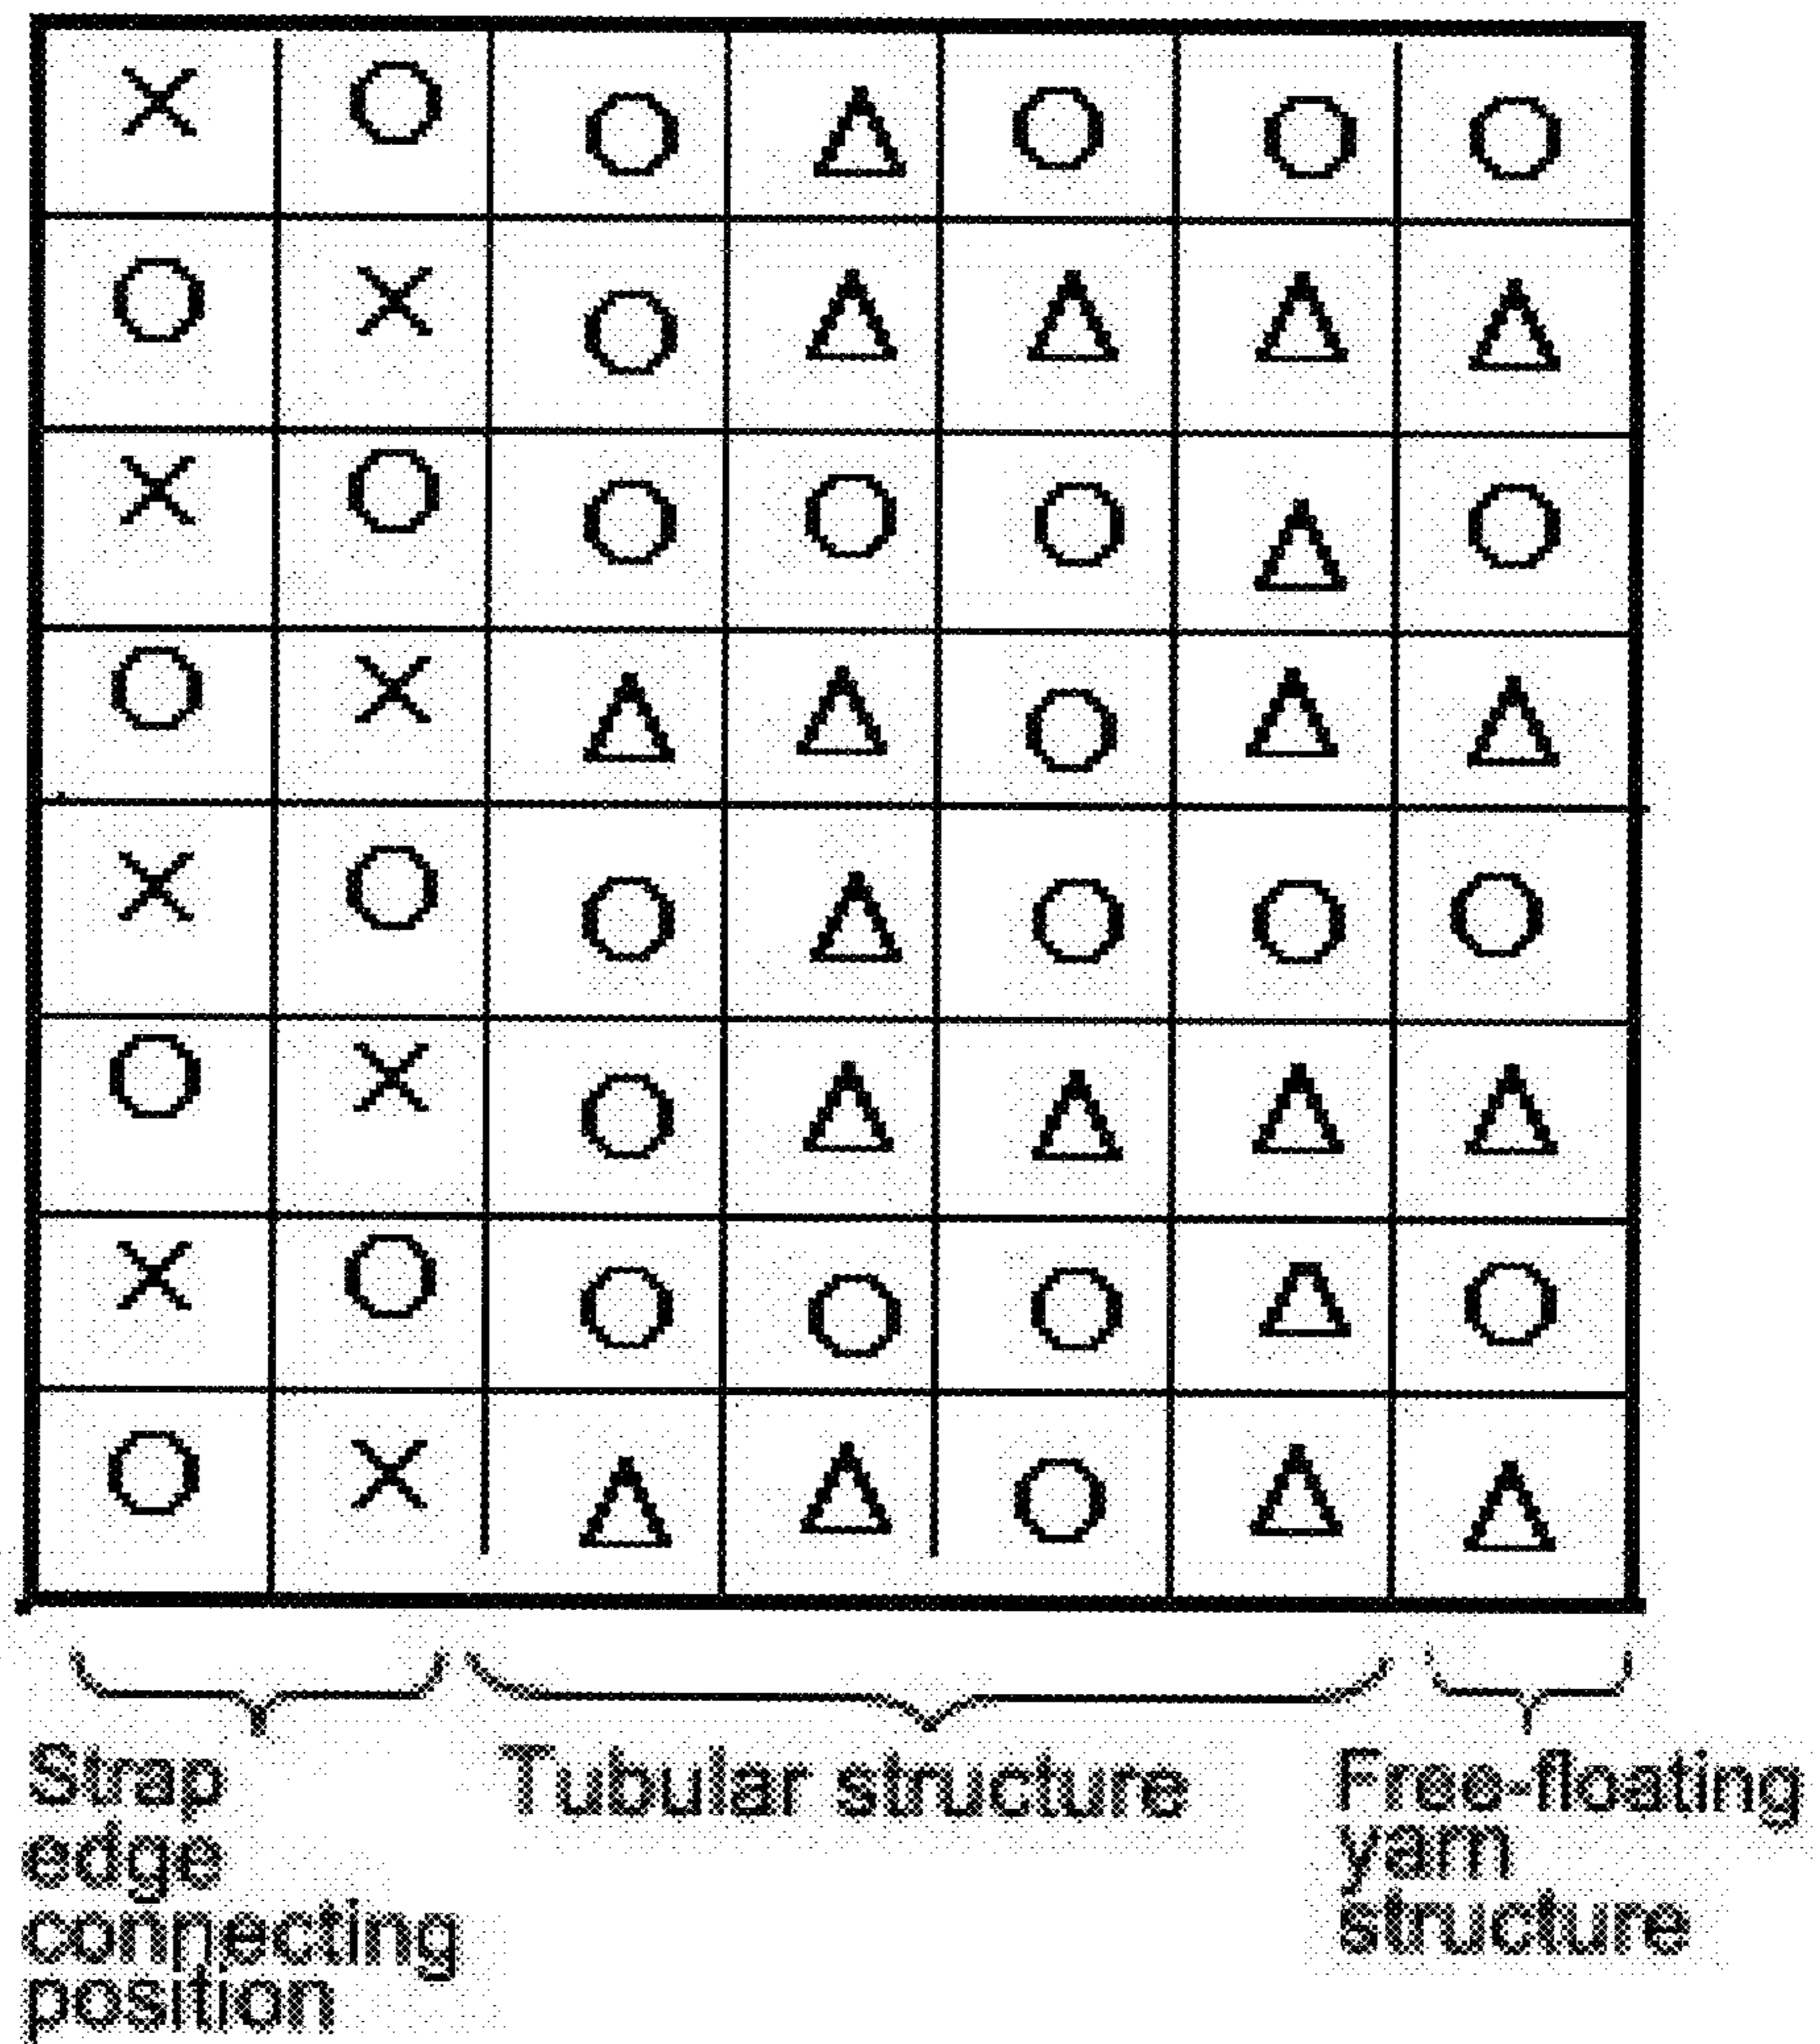 Strap
edge
connecting
position
Tubular structure
Free-floating
yarn
structure